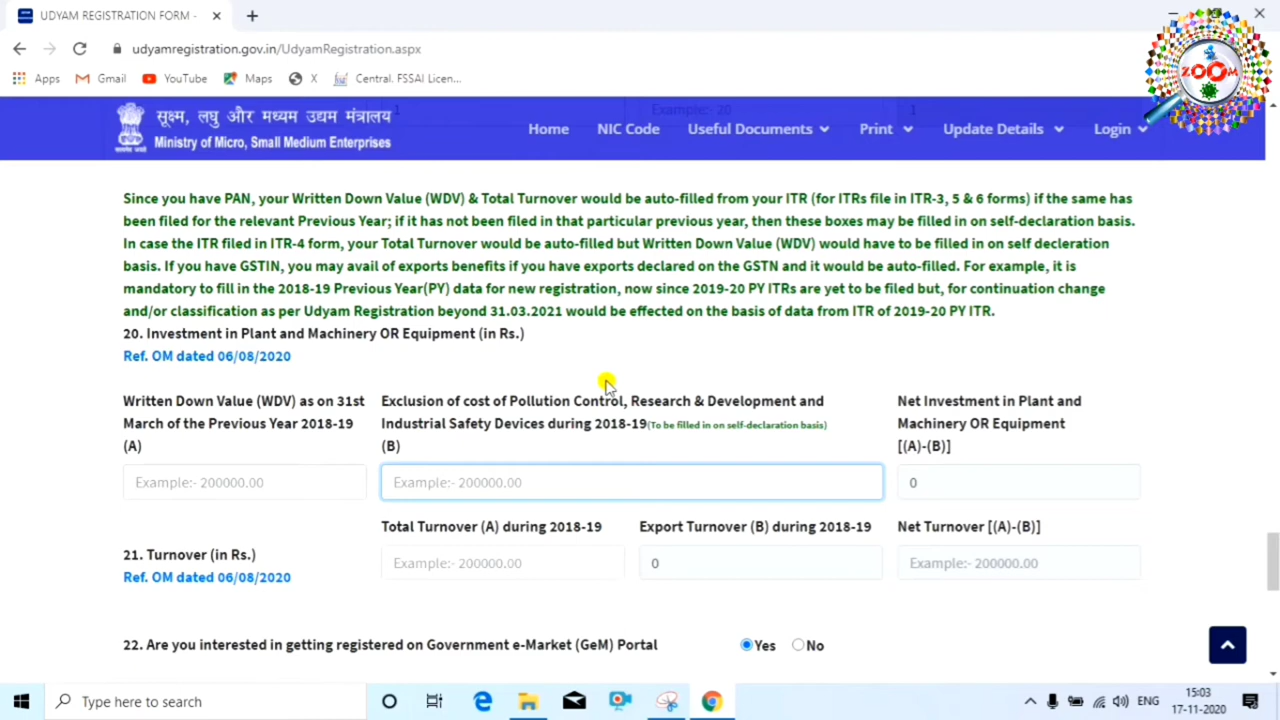 UDYAM REGISTRATION FORM -
udyamregistration.gov.in/UdyamRegistration.aspx
Apps Gmail YouTube Maps X Central. FSSAI Licen...
ZOOM
1 Example:- 20 1
सूक्ष्म, लघु और मध्यम उद्यम मंत्रालय
Ministry of Micro, Small Medium Enterprises
Home NIC Code Useful Documents Print Update Details Login
Since you have PAN, your Written Down Value (WDV) & Total Turnover would be auto-filled from your ITR (for ITRs file in ITR-3, 5 & 6 forms) if the same has
been filed for the relevant Previous Year; if it has not been filed in that particular previous year, then these boxes may be filled in on self-declaration basis.
In case the ITR filed in ITR-4 form, your Total Turnover would be auto-filled but Written Down Value (WDV) would have to be filled in on self decleration
basis. If you have GSTIN, you may avail of exports benefits if you have exports declared on the GSTN and it would be auto-filled. For example, it is
mandatory to fill in the 2018-19 Previous Year(PY) data for new registration, now since 2019-20 PY ITRs are yet to be filed but, for continuation change
and/or classification as per Udyam Registration beyond 31.03.2021 would be effected on the basis of data from ITR of 2019-20 PY ITR.
20. Investment in Plant and Machinery OR Equipment (in Rs.)
Ref. OM dated 06/08/2020
Written Down Value (WDV) as on 31st
March of the Previous Year 2018-19
(A)
Example:- 200000.00
Exclusion of cost of Pollution Control, Research & Development and
Industrial Safety Devices during 2018-19(To be filled in on self-declaration basis)
(B)
Example:- 200000.00
Net Investment in Plant and
Machinery OR Equipment
[(A)-(B)]
0
21. Turnover (in Rs.)
Ref. OM dated 06/08/2020
Total Turnover (A) during 2018-19
Example:- 200000.00
Export Turnover (B) during 2018-19
0
Net Turnover [(A)-(B)]
Example:- 200000.00
22. Are you interested in getting registered on Government e-Market (GeM) Portal Yes No
Type here to search
ENG
15:03
17-11-2020